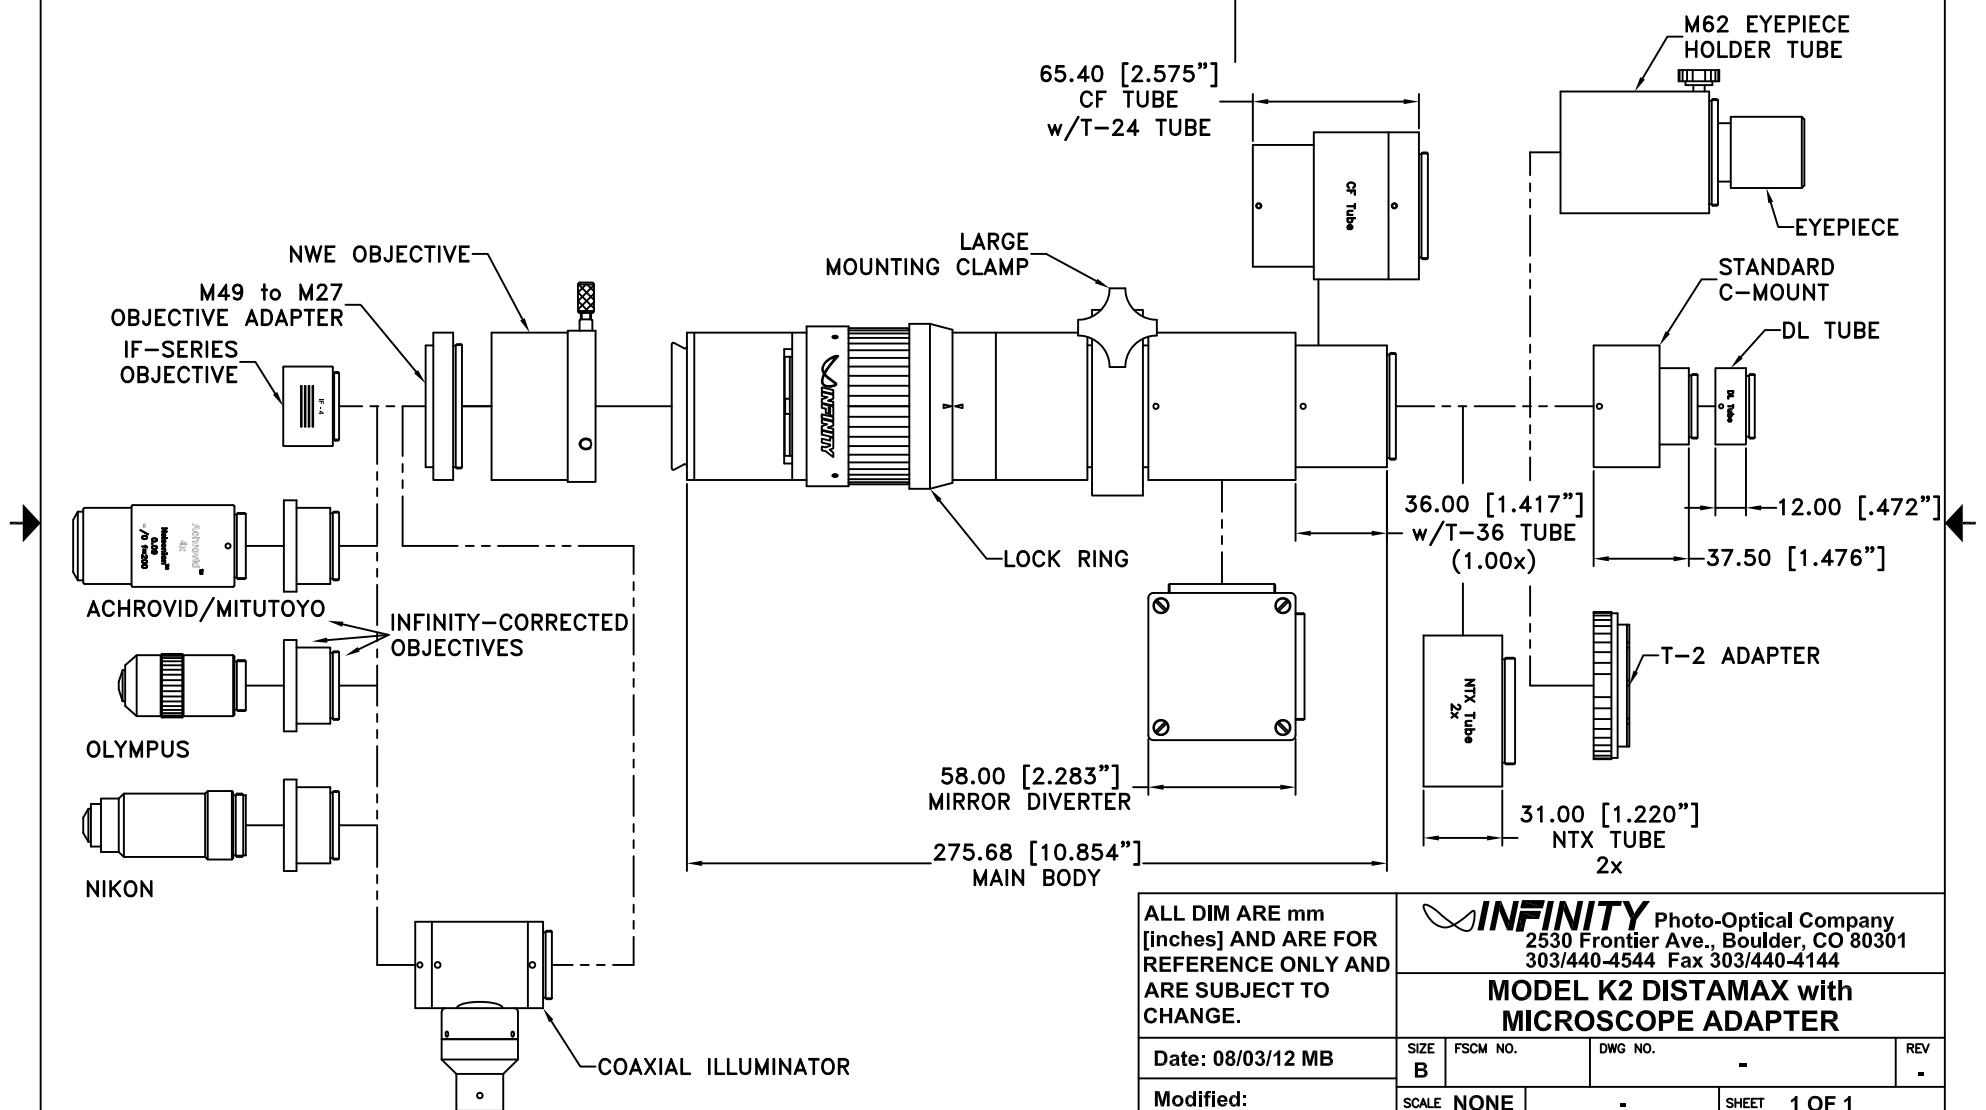 M62 EYEPIECE
HOLDER TUBE
65.40 [2.575"]
CF TUBE
w/T-24 TUBE
CF Tube
EYEPIECE
LARGE
MOUNTING CLAMP
NWE OBJECTIVE
M49 to M27
OBJECTIVE ADAPTER
IF-SERIES
OBJECTIVE
IF-4
INFINITY
STANDARD
C-MOUNT
DL TUBE
DL Tube
36.00 [1.417"]
w/T-36 TUBE
(1.00x)
12.00 [.472"]
37.50 [1.476"]
LOCK RING
Achrovid
4x
0.09
ACHROVID/MITUTOYO
INFINITY-CORRECTED
OBJECTIVES
OLYMPUS
NIKON
T-2 ADAPTER
NTX Tube
2x
58.00 [2.283"]
MIRROR DIVERTER
31.00 [1.220"]
NTX TUBE
2x
275.68 [10.854"]
MAIN BODY
COAXIAL ILLUMINATOR
ALL DIM ARE mm
[inches] AND ARE FOR
REFERENCE ONLY AND
ARE SUBJECT TO
CHANGE.
INFINITY Photo-Optical Company
2530 Frontier Ave., Boulder, CO 80301
303/440-4544 Fax 303/440-4144
MODEL K2 DISTAMAX with
MICROSCOPE ADAPTER
Date: 08/03/12 MB
SIZE
B
FSCM NO.
DWG NO.
-
REV
-
Modified:
SCALE NONE
-
SHEET 1 OF 1